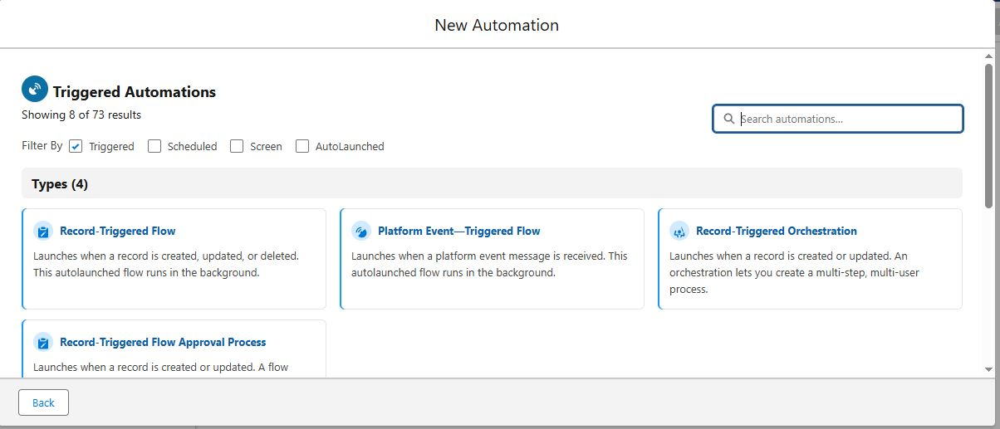 New Automation
Triggered Automations
Showing 8 of 73 results
Search automations...
Filter By Triggered Scheduled Screen AutoLaunched
Types (4)
Record-Triggered Flow
Launches when a record is created, updated, or deleted.
This autolaunched flow runs in the background.
Platform Event—Triggered Flow
Launches when a platform event message is received. This
autolaunched flow runs in the background.
Record-Triggered Orchestration
Launches when a record is created or updated. An
orchestration lets you create a multi-step, multi-user
process.
Record-Triggered Flow Approval Process
Launches when a record is created or updated. A flow
Back